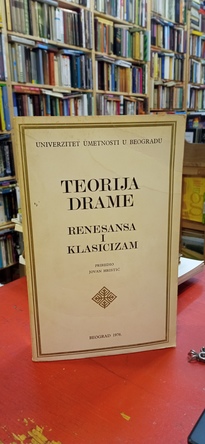 UNIVERZITET UMETNOSTI U BEOGRADU
TEORIJA
DRAME
RENESANSA
I
KLASICIZAM
PRIREDIO
JOVAN HRISTIĆ
BEOGRAD 1976